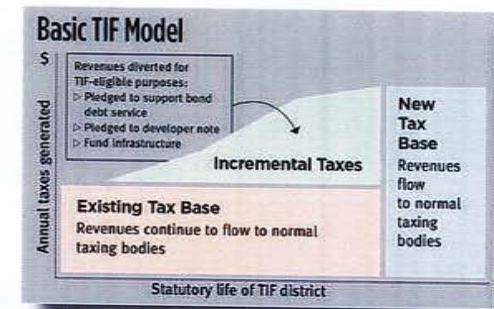 Basic TIF Model
$
Annual taxes generated
Revenues diverted for
TIF-eligible purposes:
▷ Pledged to support bond
debt service
▷ Pledged to developer note
▷ Fund infrastructure
Incremental Taxes
Existing Tax Base
Revenues continue to flow to normal
taxing bodies
New
Tax
Base
Revenues
flow
to normal
taxing
bodies
Statutory life of TIF district